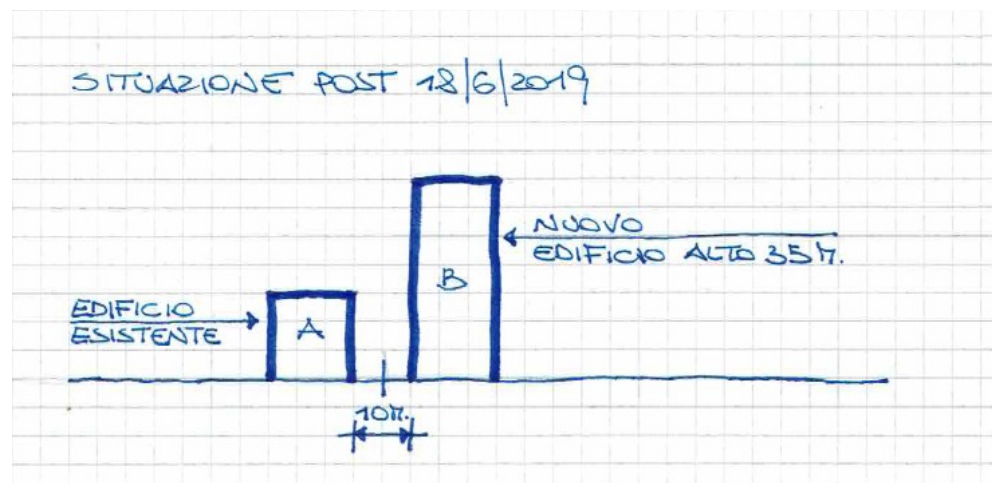 SITUAZIONE POST 18/6/2019
NUOVO
EDIFICIO ALTO 35 M.
B
EDIFICIO
ESISTENTE
A
10 M.